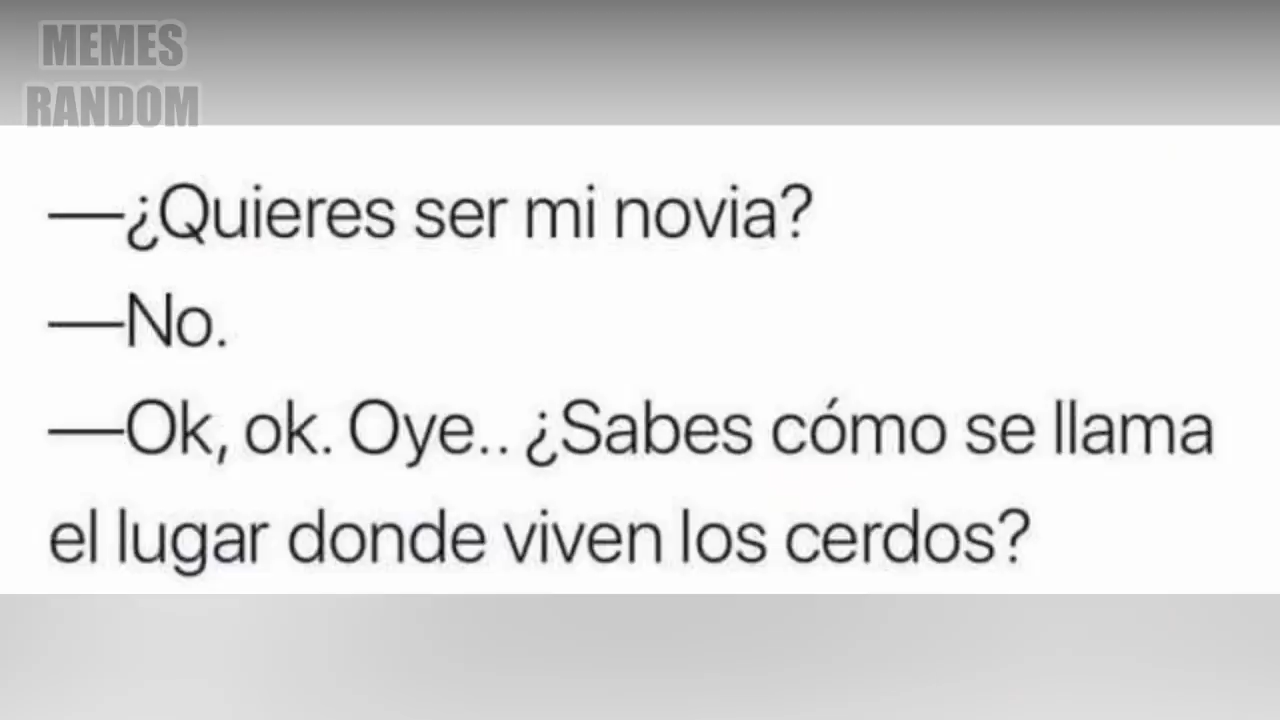 MEMES
RANDOM
—¿Quieres ser mi novia?
—No.
—Ok, ok. Oye.. ¿Sabes cómo se llama
el lugar donde viven los cerdos?